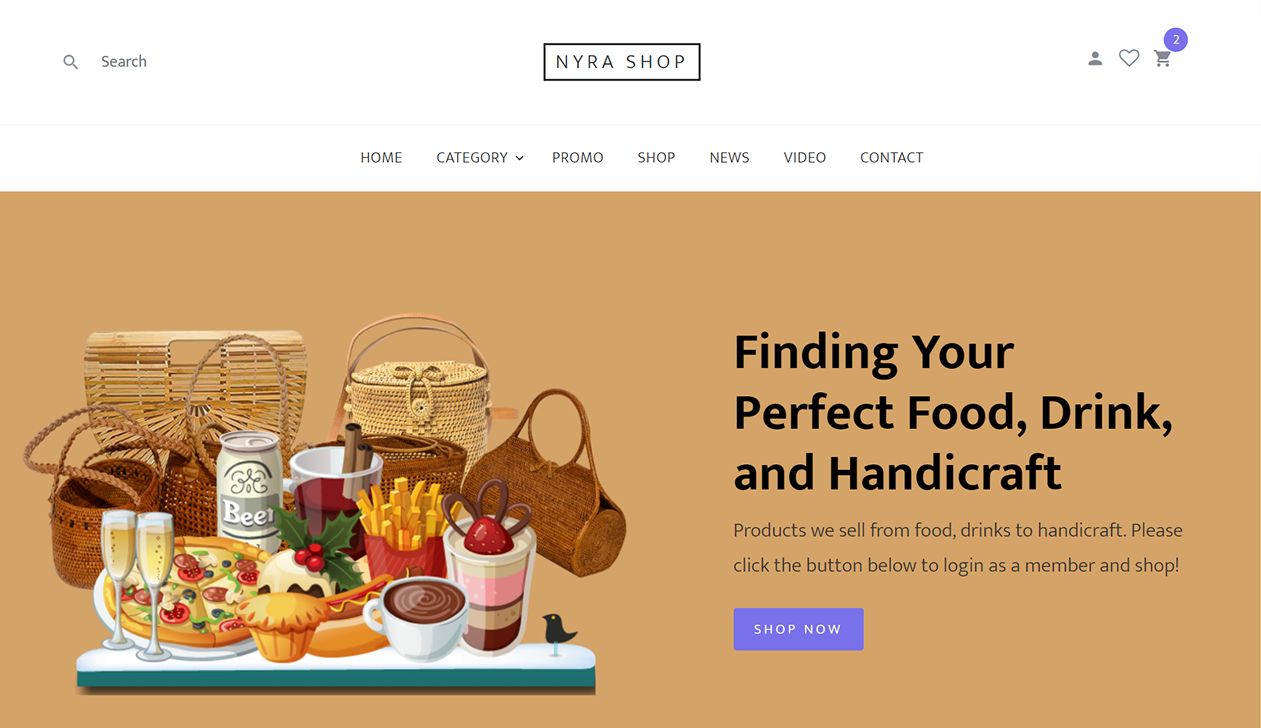 Search
NYRA SHOP
2
HOME CATEGORY PROMO SHOP NEWS VIDEO CONTACT
Beer
Finding Your
Perfect Food, Drink,
and Handicraft
Products we sell from food, drinks to handicraft. Please
click the button below to login as a member and shop!
SHOP NOW